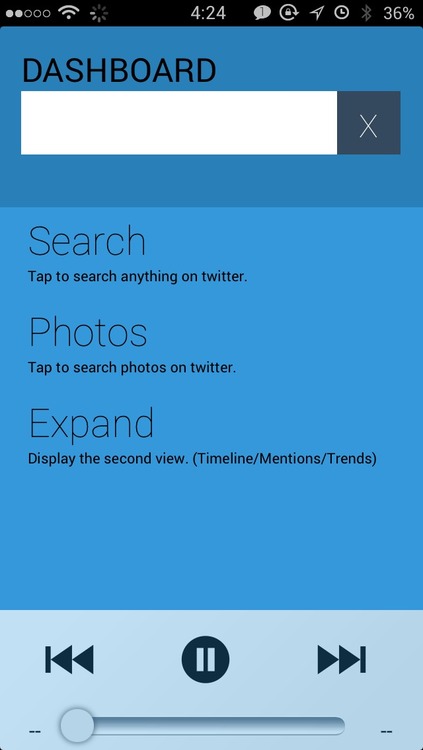 4:24
36%
DASHBOARD
X
Search
Tap to search anything on twitter.
Photos
Tap to search photos on twitter.
Expand
Display the second view. (Timeline/Mentions/Trends)
-- --